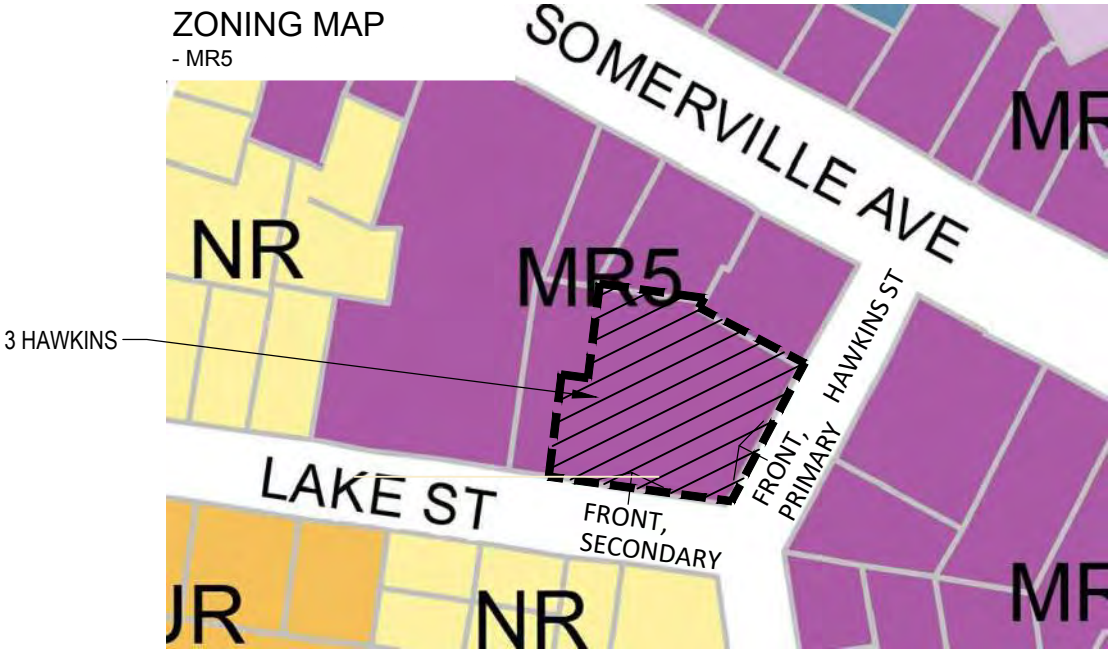 ZONING MAP
- MR5
SOMERVILLE AVE
MR
NR
MR5
HAWKINS ST
3 HAWKINS
FRONT,
PRIMARY
LAKE ST
FRONT,
SECONDARY
UR
NR
MR